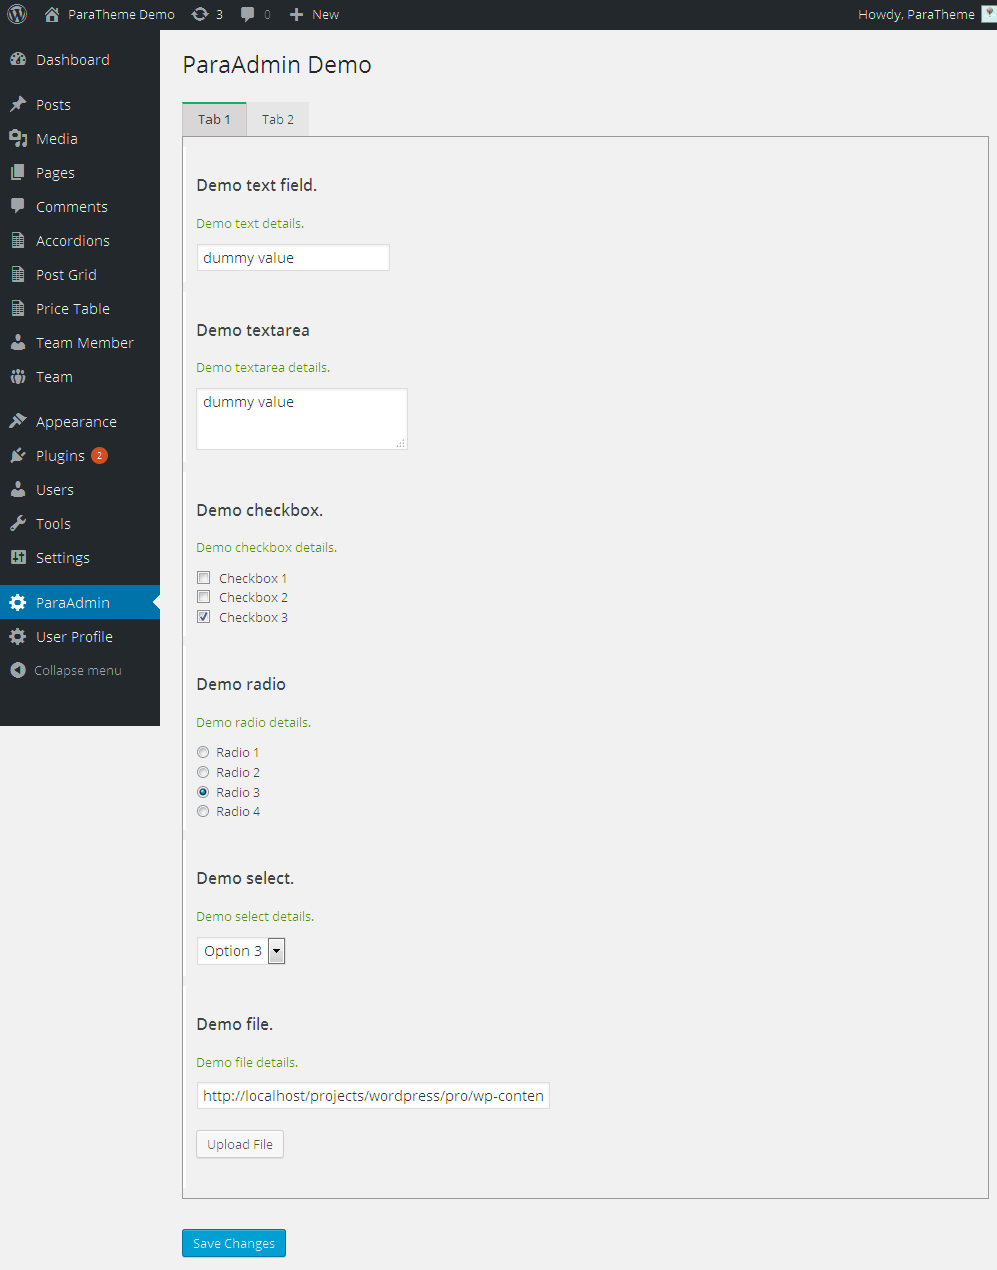 ParaTheme Demo 3 0 New Howdy, ParaTheme
Dashboard
Posts
Media
Pages
Comments
Accordions
Post Grid
Price Table
Team Member
Team
Appearance
Plugins 2
Users
Tools
Settings
ParaAdmin
User Profile
Collapse menu
ParaAdmin Demo
Tab 1 Tab 2
Demo text field.
Demo text details.
dummy value
Demo textarea
Demo textarea details.
dummy value
Demo checkbox.
Demo checkbox details.
Checkbox 1
Checkbox 2
Checkbox 3
Demo radio
Demo radio details.
Radio 1
Radio 2
Radio 3
Radio 4
Demo select.
Demo select details.
Option 3
Demo file.
Demo file details.
http://localhost/projects/wordpress/pro/wp-conten
Upload File
Save Changes